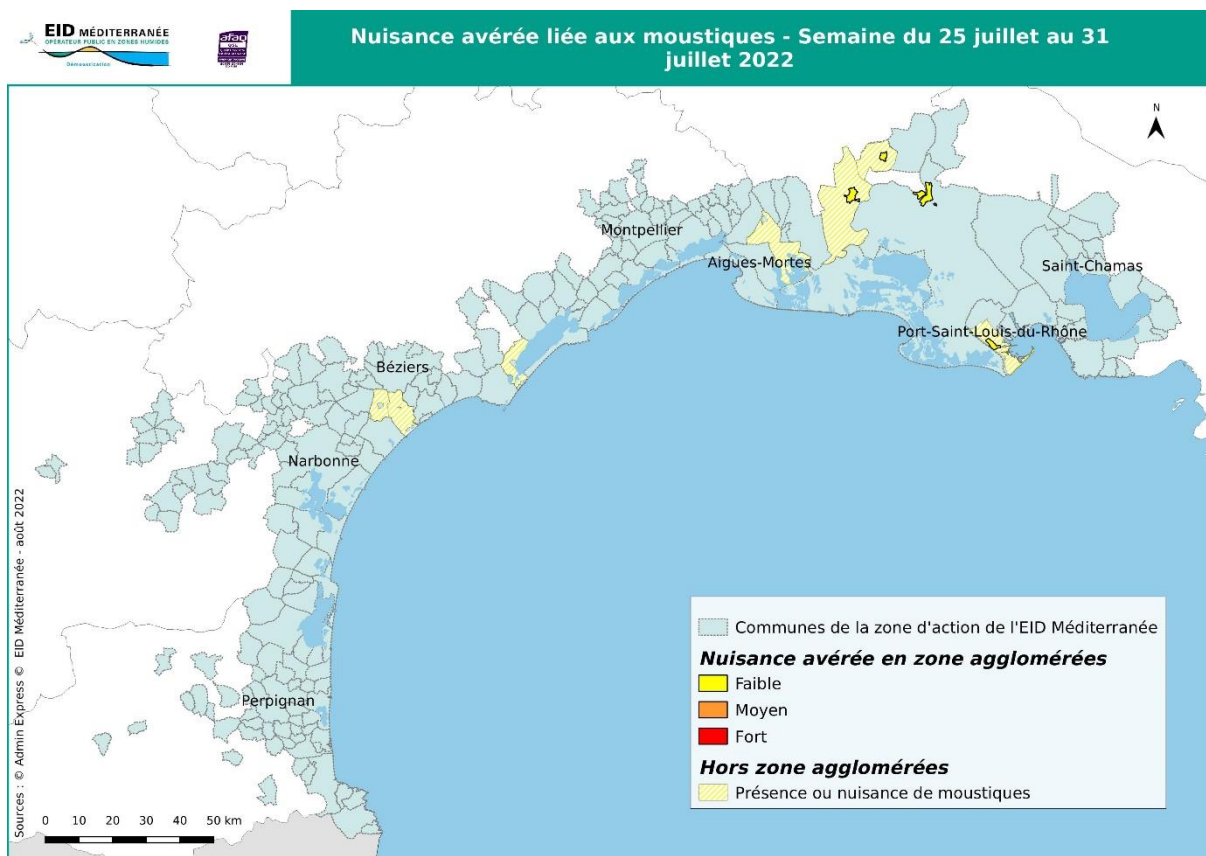 EID MÉDITERRANÉE
OPÉRATEUR PUBLIC EN ZONES HUMIDES
Démoustication
afaq
Nuisance avérée liée aux moustiques - Semaine du 25 juillet au 31
juillet 2022
N
Montpellier
Aigues-Mortes
Saint-Chamas
Port-Saint-Louis-du-Rhône
Béziers
Narbonne
Perpignan
Communes de la zone d'action de l'EID Méditerranée
Nuisance avérée en zone agglomérées
Faible
Moyen
Fort
Hors zone agglomérées
Présence ou nuisance de moustiques
0 10 20 30 40 50 km
Sources : © Admin Express © EID Méditerranée - août 2022